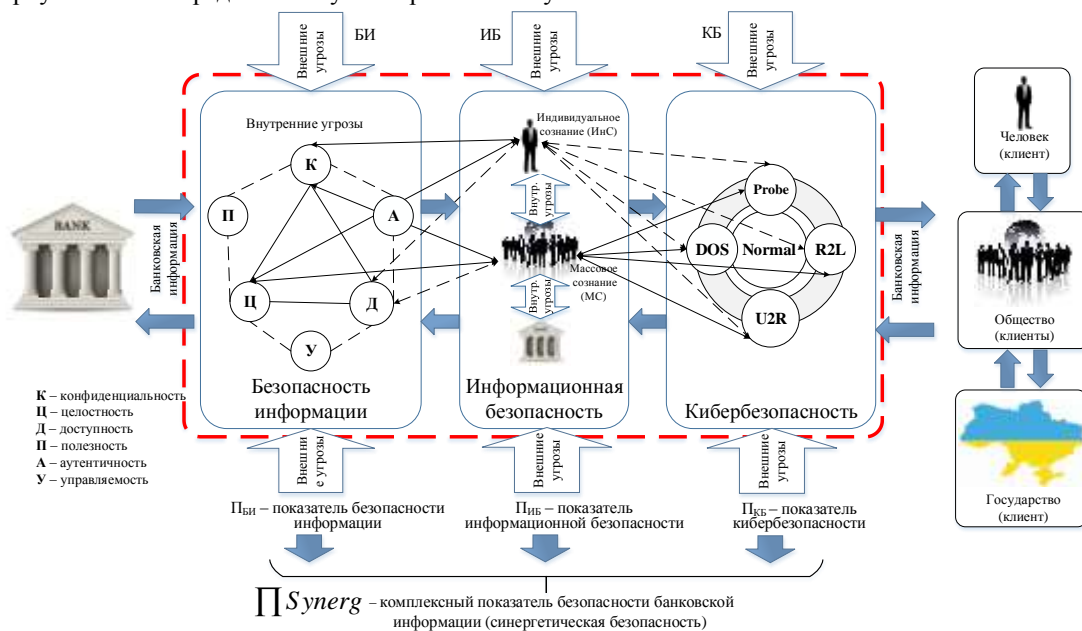 БИ
ИБ
КБ
Внешние
угрозы
Внешние
угрозы
Внешние
угрозы
Внутренние угрозы
К
П
А
Ц
Д
У
Безопасность
информации
Индивидуальное
сознание (ИнС)
Внутр.
угрозы
Массовое
сознание
(МС)
Внутр.
угрозы
Информационная
безопасность
Probe
DOS
Normal
R2L
U2R
Кибербезопасность
BANK
Банковская
информация
Банковская
информация
Человек
(клиент)
Общество
(клиенты)
Государство
(клиент)
К – конфиденциальность
Ц – целостность
Д – доступность
П – полезность
А – аутентичность
У – управляемость
Внешни
е угрозы
Внешние
угрозы
Внешние
угрозы
ПБИ – показатель безопасности
информации
ПИБ – показатель
информационной безопасности
ПКБ – показатель
кибербезопасности
∏ Synerg – комплексный показатель безопасности банковской
информации (синергетическая безопасность)